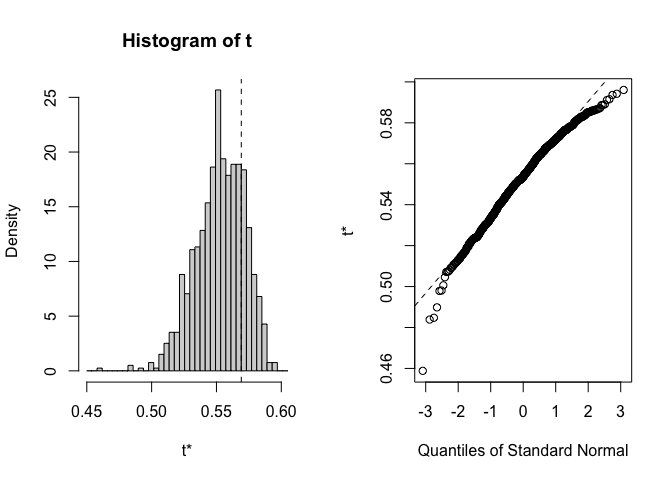 Histogram of t
Density
0 5 10 15 20 25
0.45 0.50 0.55 0.60
t*
t*
0.46 0.50 0.54 0.58
-3 -2 -1 0 1 2 3
Quantiles of Standard Normal